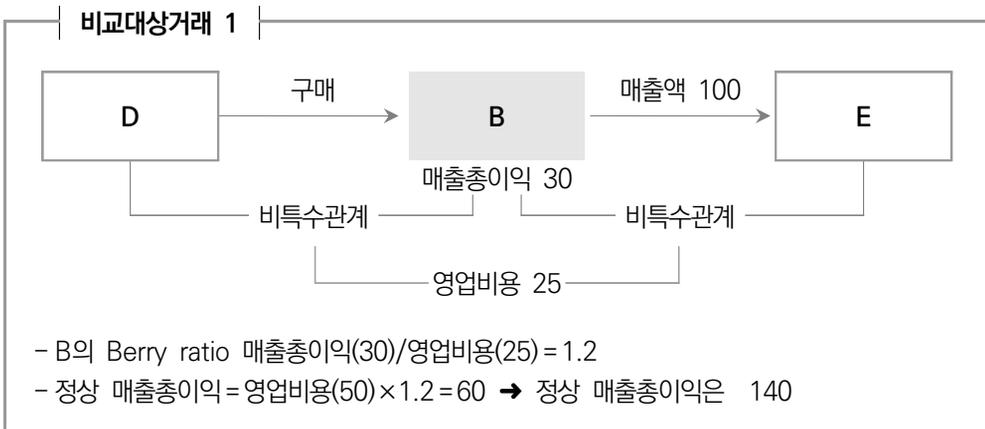 비교대상거래 1
구매
매출액 100
D
B
E
매출총이익 30
비특수관계
비특수관계
영업비용 25
– B의 Berry ratio 매출총이익(30)/영업비용(25)=1.2
– 정상 매출총이익=영업비용(50)×1.2=60 ➜ 정상 매출총이익은 140